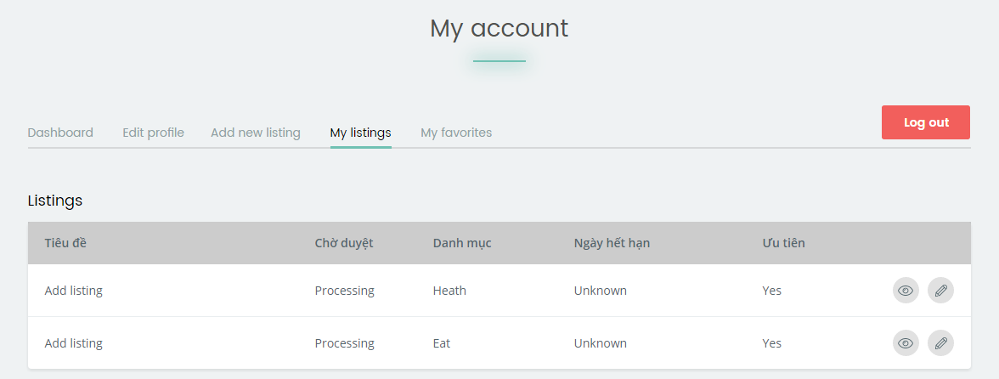 My account
Dashboard Edit profile Add new listing My listings My favorites Log out
Listings
Tiêu đề Chờ duyệt Danh mục Ngày hết hạn Ưu tiên
Add listing Processing Heath Unknown Yes
Add listing Processing Eat Unknown Yes